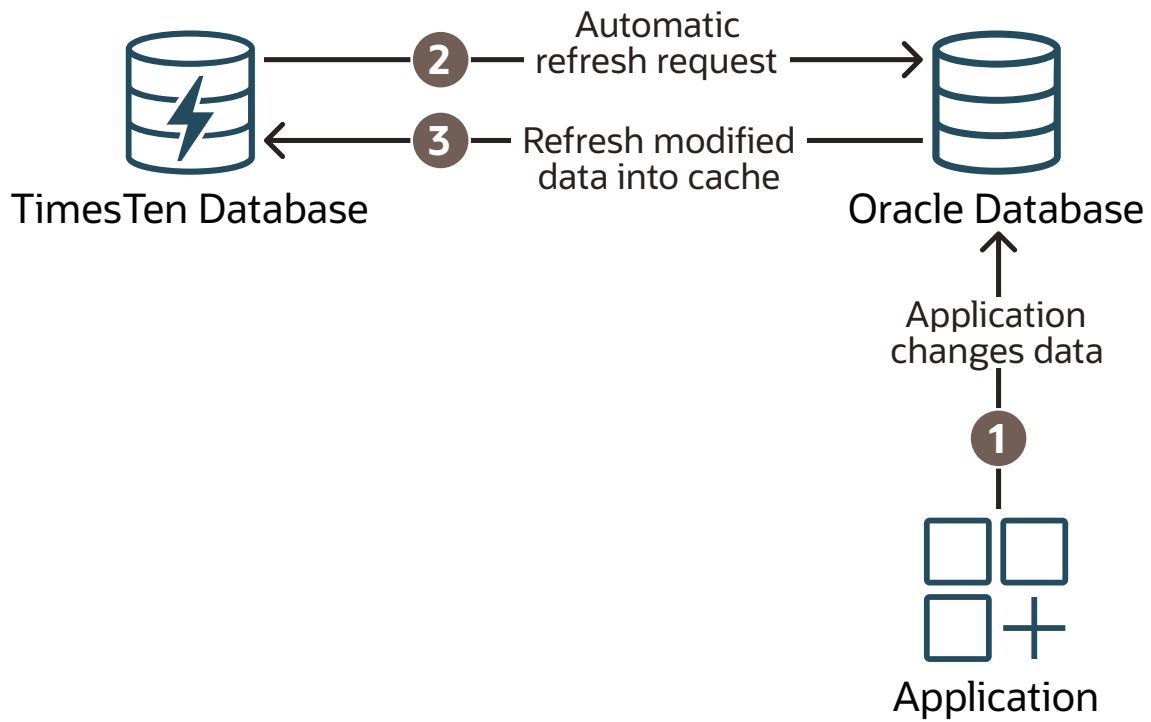 2
Automatic
refresh request
3
Refresh modified
data into cache
TimesTen Database
Oracle Database
Application
changes data
1
Application